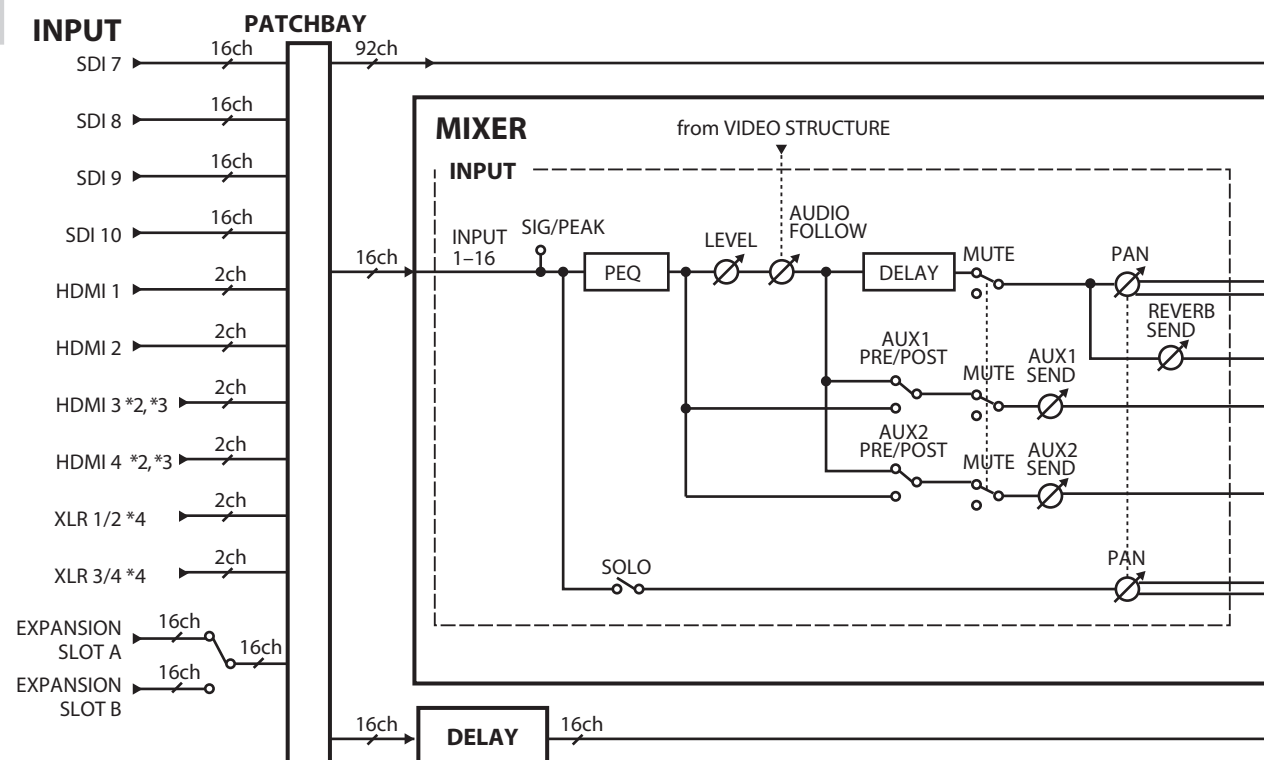 INPUT
PATCHBAY
SDI 7
16ch
92ch
SDI 8
16ch
SDI 9
16ch
SDI 10
16ch
HDMI 1
2ch
HDMI 2
2ch
HDMI 3 *2, *3
2ch
HDMI 4 *2, *3
2ch
XLR 1/2 *4
2ch
XLR 3/4 *4
2ch
EXPANSION
SLOT A
16ch
16ch
EXPANSION
SLOT B
16ch
16ch
MIXER
from VIDEO STRUCTURE
INPUT
INPUT
1–16
SIG/PEAK
PEQ
LEVEL
AUDIO
FOLLOW
DELAY
MUTE
PAN
REVERB
SEND
AUX1
PRE/POST
MUTE
AUX1
SEND
AUX2
PRE/POST
MUTE
AUX2
SEND
SOLO
PAN
16ch
DELAY
16ch